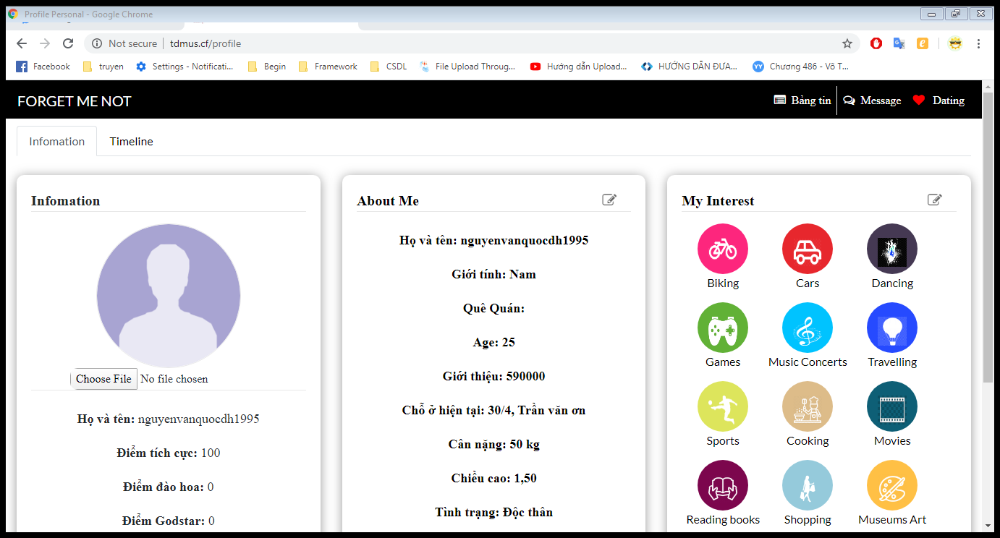 Profile Personal - Google Chrome
Not secure | tdmus.cf/profile
Facebook truyen Settings - Notificati... Begin Framework CSDL File Upload Throug... Hướng dẫn Upload... HƯỚNG DẪN ĐƯA... Chương 486 - Võ T...
FORGET ME NOT Bảng tin Message Dating
Infomation Timeline
Infomation
Choose File No file chosen
Họ và tên: nguyenvanquocdh1995
Điểm tích cực: 100
Điểm đào hoa: 0
Điểm Godstar: 0
About Me
Họ và tên: nguyenvanquocdh1995
Giới tính: Nam
Quê Quán:
Age: 25
Giới thiệu: 590000
Chỗ ở hiện tại: 30/4, Trần văn ơn
Cân nặng: 50 kg
Chiều cao: 1,50
Tình trạng: Độc thân
My Interest
Biking Cars Dancing
Games Music Concerts Travelling
Sports Cooking Movies
Reading books Shopping Museums Art